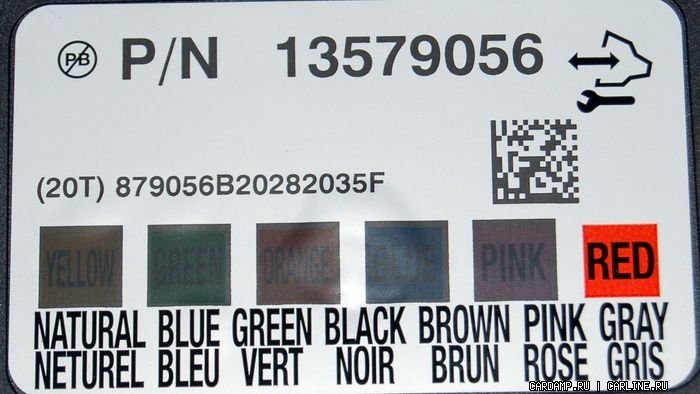 PB P/N 13579056
(20T) 879056B20282035F
YELLOW GREEN ORANGE BLUE PINK RED
NATURAL BLUE GREEN BLACK BROWN PINK GRAY
NETUREL BLEU VERT NOIR BRUN ROSE GRIS
CARDAMP.RU | CARLINE.RU